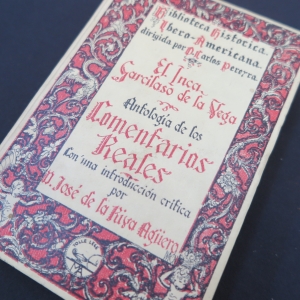 Biblioteca Histórica
Ibero-Americana
dirigida por D. Carlos Pereyra
El Inca
Garcilaso de la Vega
Antología de los
Comentarios
Reales
Con una introducción crítica
por
D. José de la Riva Agüero